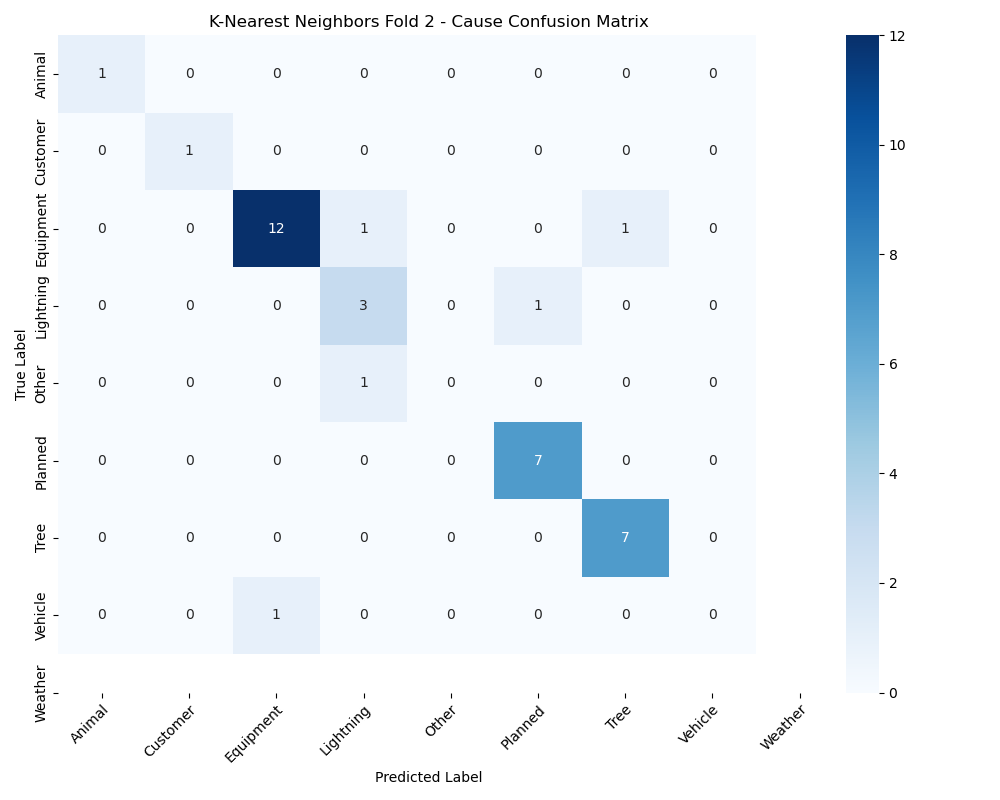 K-Nearest Neighbors Fold 2 - Cause Confusion Matrix
True Label
Animal 1 0 0 0 0 0 0 0
Customer 0 1 0 0 0 0 0 0
Equipment 0 0 12 1 0 0 1 0
Lightning 0 0 0 3 0 1 0 0
Other 0 0 0 1 0 0 0 0
Planned 0 0 0 0 0 7 0 0
Tree 0 0 0 0 0 0 7 0
Vehicle 0 0 1 0 0 0 0 0
Weather
Animal Customer Equipment Lightning Other Planned Tree Vehicle Weather
Predicted Label
12
10
8
6
4
2
0